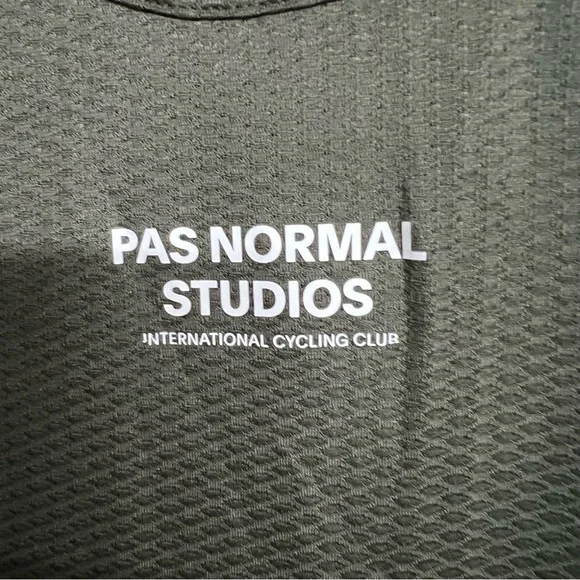 PAS NORMAL
STUDIOS
INTERNATIONAL CYCLING CLUB